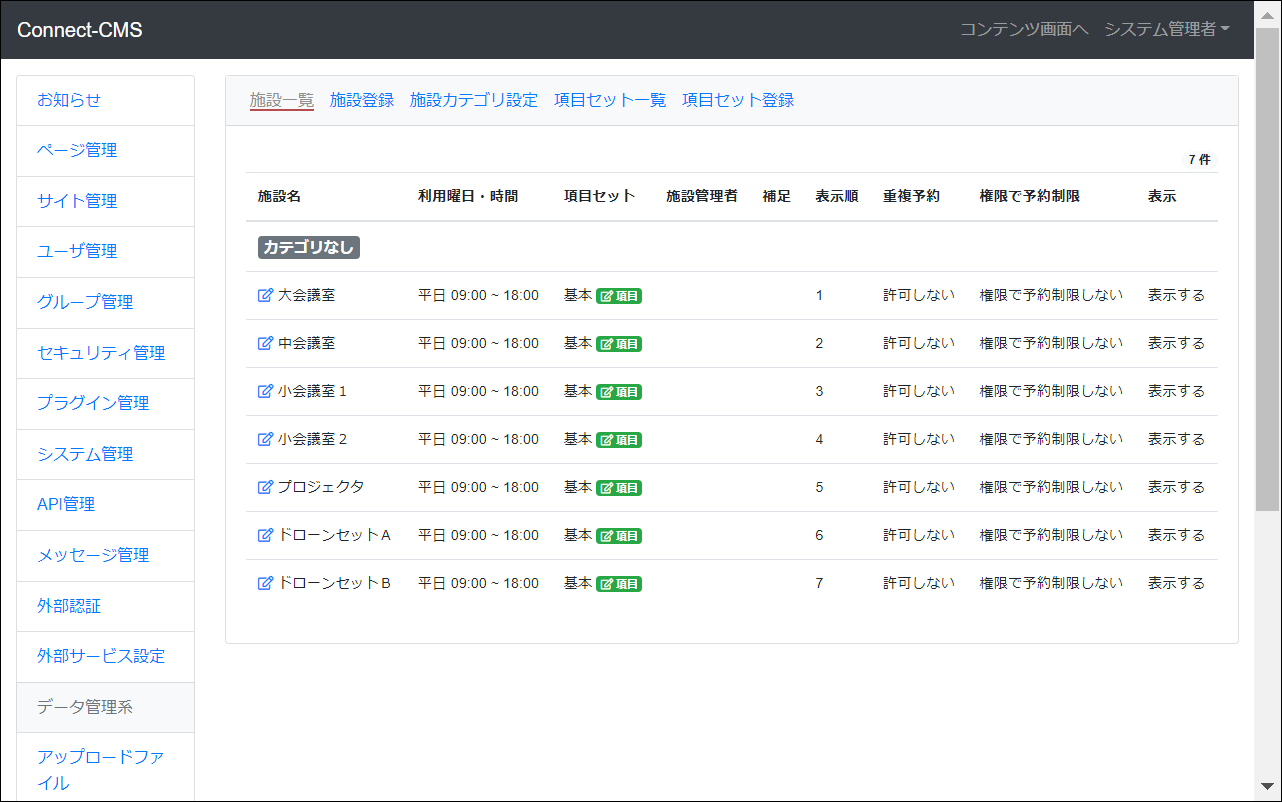 Connect-CMS
コンテンツ画面へ システム管理者
お知らせ
ページ管理
サイト管理
ユーザ管理
グループ管理
セキュリティ管理
プラグイン管理
システム管理
API管理
メッセージ管理
外部認証
外部サービス設定
データ管理系
アップロードファ
イル
施設一覧 施設登録 施設カテゴリ設定 項目セット一覧 項目セット登録
7 件
施設名 利用曜日・時間 項目セット 施設管理者 補足 表示順 重複予約 権限で予約制限 表示
カテゴリなし
大会議室 平日 09:00 ~ 18:00 基本 項目 1 許可しない 権限で予約制限しない 表示する
中会議室 平日 09:00 ~ 18:00 基本 項目 2 許可しない 権限で予約制限しない 表示する
小会議室１ 平日 09:00 ~ 18:00 基本 項目 3 許可しない 権限で予約制限しない 表示する
小会議室２ 平日 09:00 ~ 18:00 基本 項目 4 許可しない 権限で予約制限しない 表示する
プロジェクタ 平日 09:00 ~ 18:00 基本 項目 5 許可しない 権限で予約制限しない 表示する
ドローンセットＡ 平日 09:00 ~ 18:00 基本 項目 6 許可しない 権限で予約制限しない 表示する
ドローンセットＢ 平日 09:00 ~ 18:00 基本 項目 7 許可しない 権限で予約制限しない 表示する